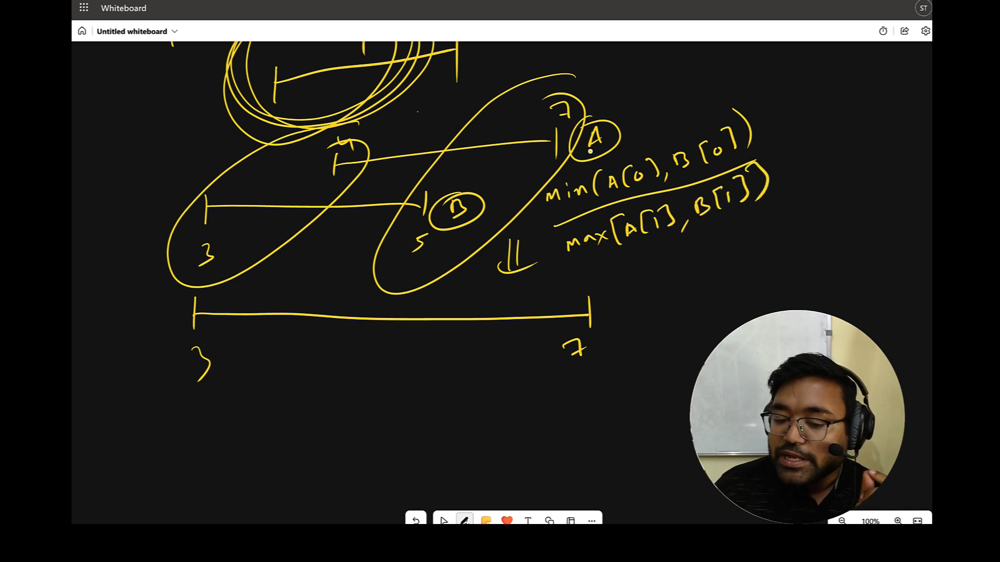 Whiteboard
ST
Untitled whiteboard
7
A
4
min(A[0], B[0])
B
max[A[1], B[1])
5
3
3
7
T
100%